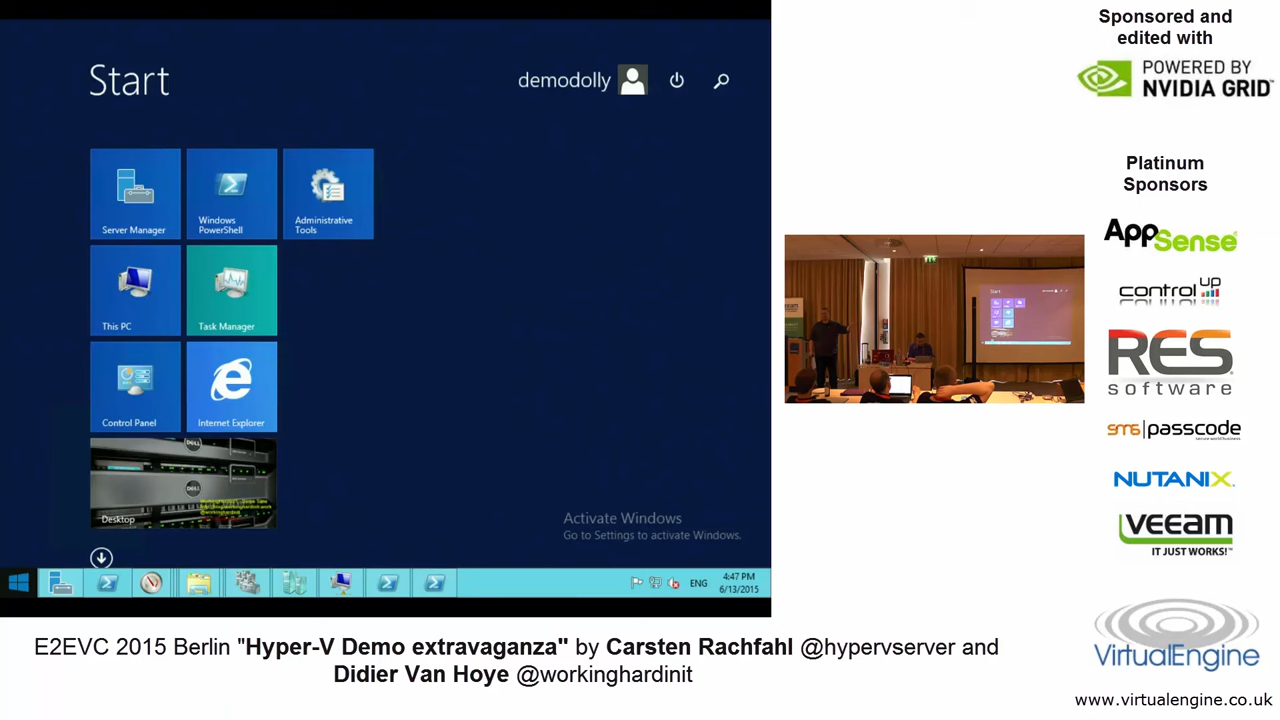 Start
demodolly
Server Manager
Windows
PowerShell
Administrative
Tools
This PC
Task Manager
Control Panel
Internet Explorer
DELL
DELL
Desktop
Activate Windows
Go to Settings to activate Windows.
ENG
4:47 PM
6/13/2015
E2EVC 2015 Berlin "Hyper-V Demo extravaganza" by Carsten Rachfahl @hypervserver and
Didier Van Hoye @workinghardinit
Sponsored and
edited with
POWERED BY
NVIDIA GRID
Platinum
Sponsors
AppSense
control up
RES
software
sms|passcode
NUTANIX
VEEAM
IT JUST WORKS!
VirtualEngine
www.virtualengine.co.uk